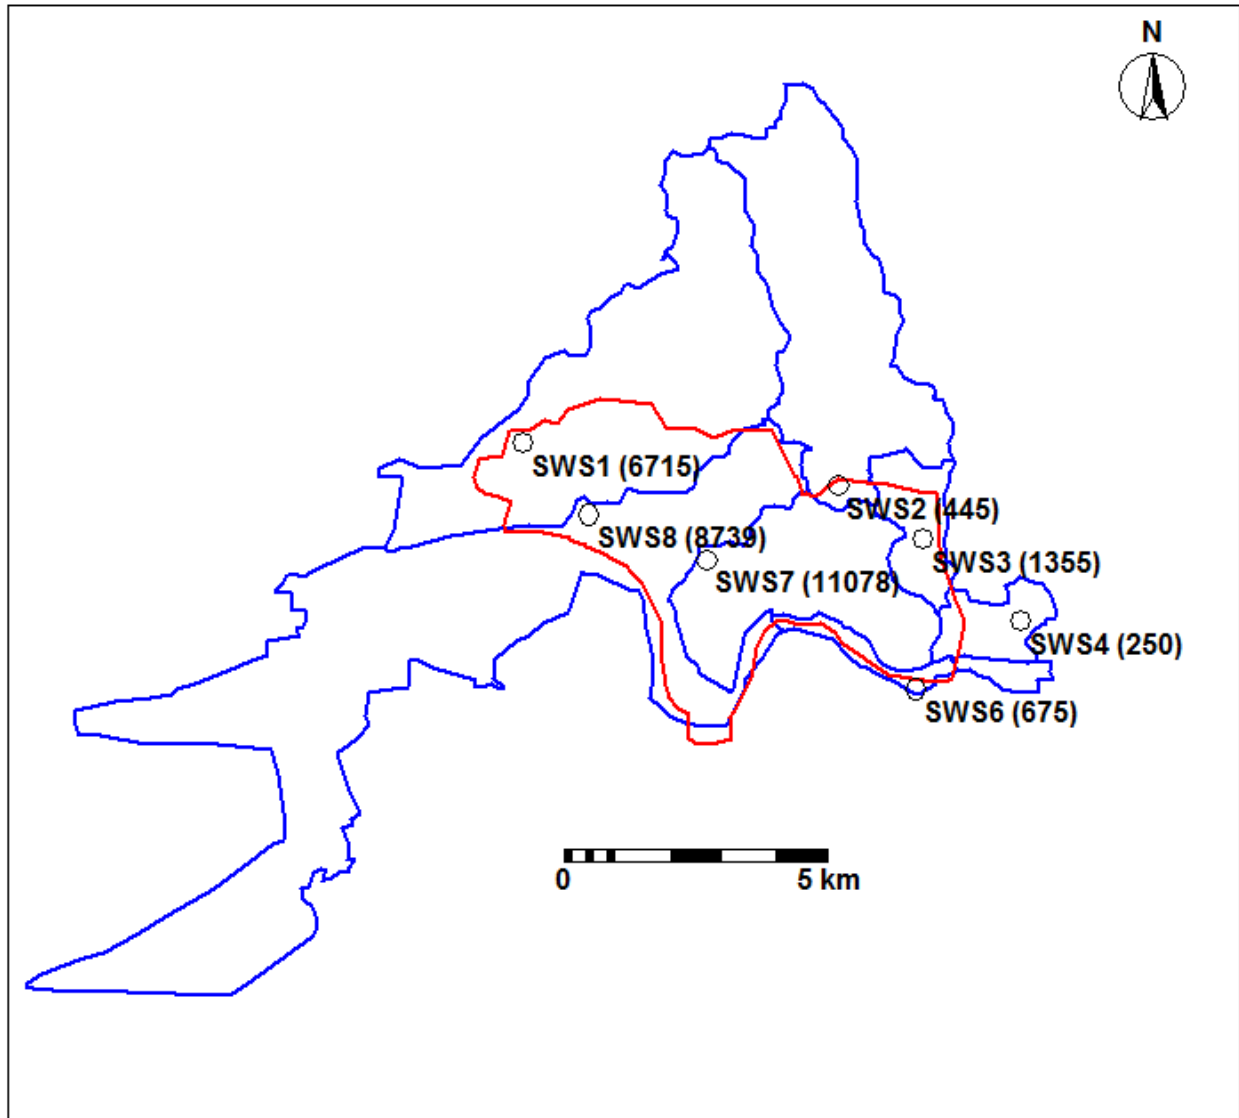 N
SWS1 (6715)
SWS2 (445)
SWS8 (8739)
SWS3 (1355)
SWS7 (11078)
SWS4 (250)
SWS6 (675)
0 5 km